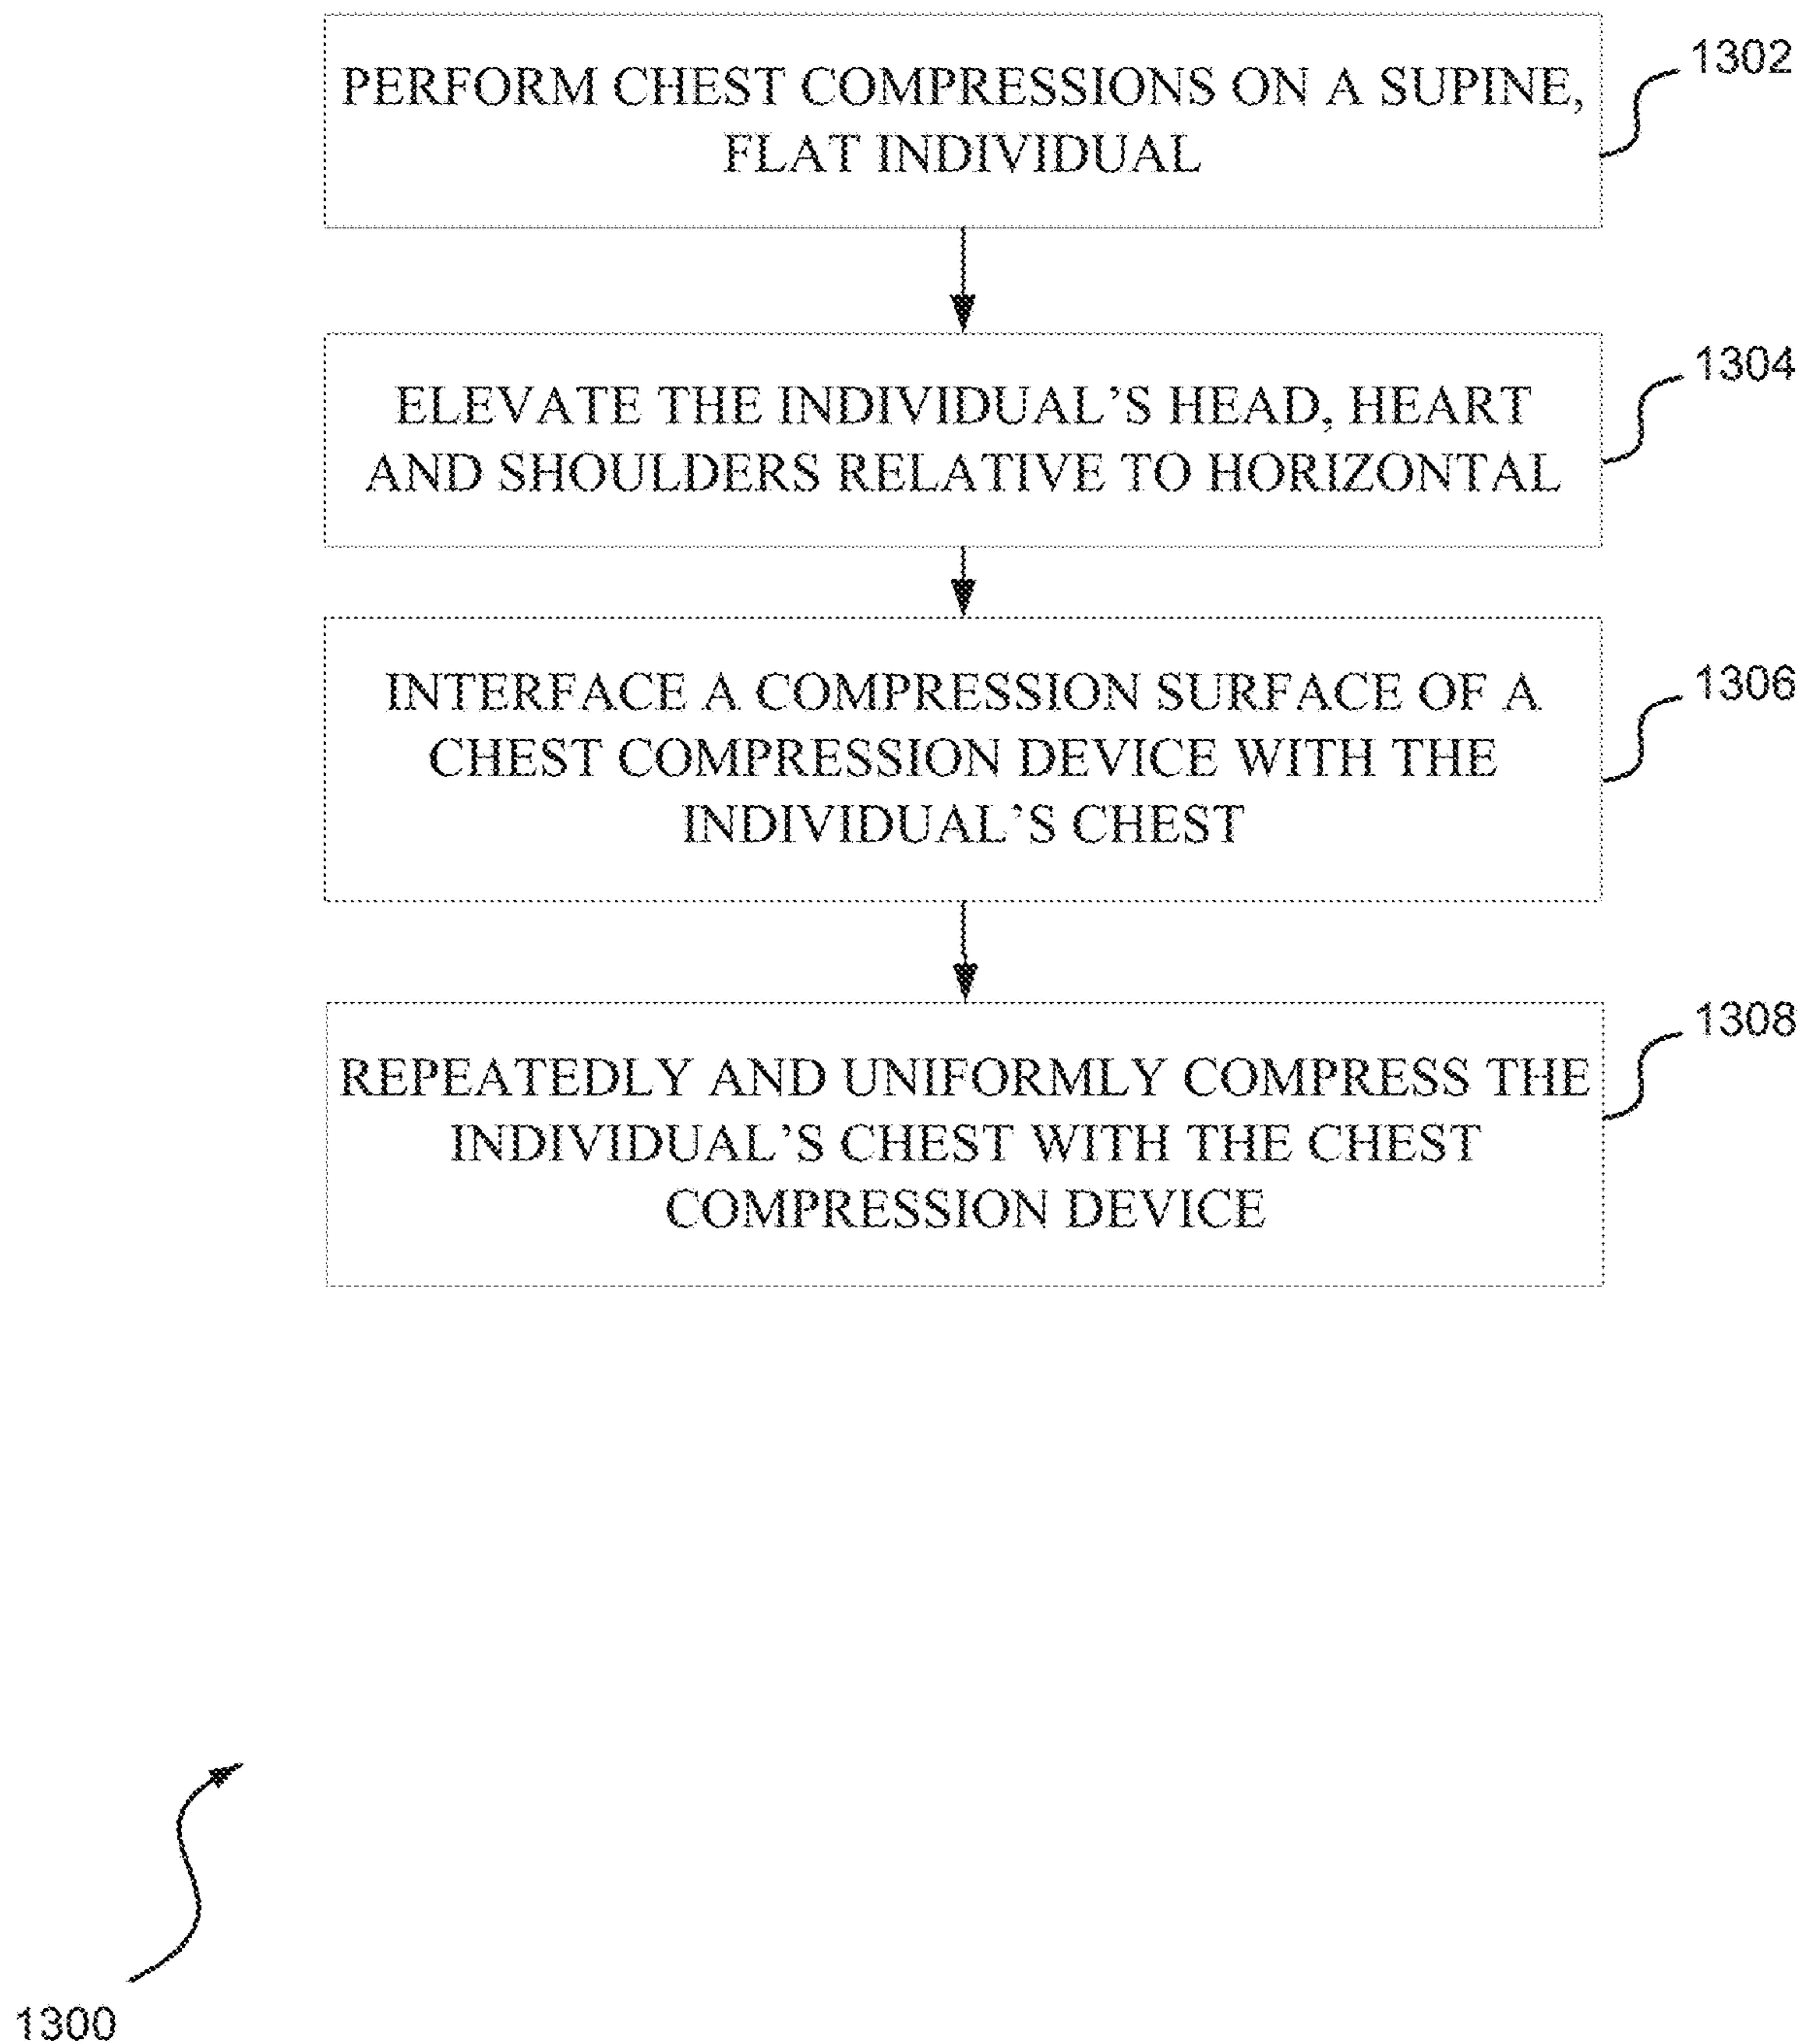 PERFORM CHEST COMPRESSIONS ON A SUPINE,
FLAT INDIVIDUAL
1302
ELEVATE THE INDIVIDUAL’S HEAD, HEART
AND SHOULDERS RELATIVE TO HORIZONTAL
1304
INTERFACE A COMPRESSION SURFACE OF A
CHEST COMPRESSION DEVICE WITH THE
INDIVIDUAL’S CHEST
1306
REPEATEDLY AND UNIFORMLY COMPRESS THE
INDIVIDUAL’S CHEST WITH THE CHEST
COMPRESSION DEVICE
1308
1300